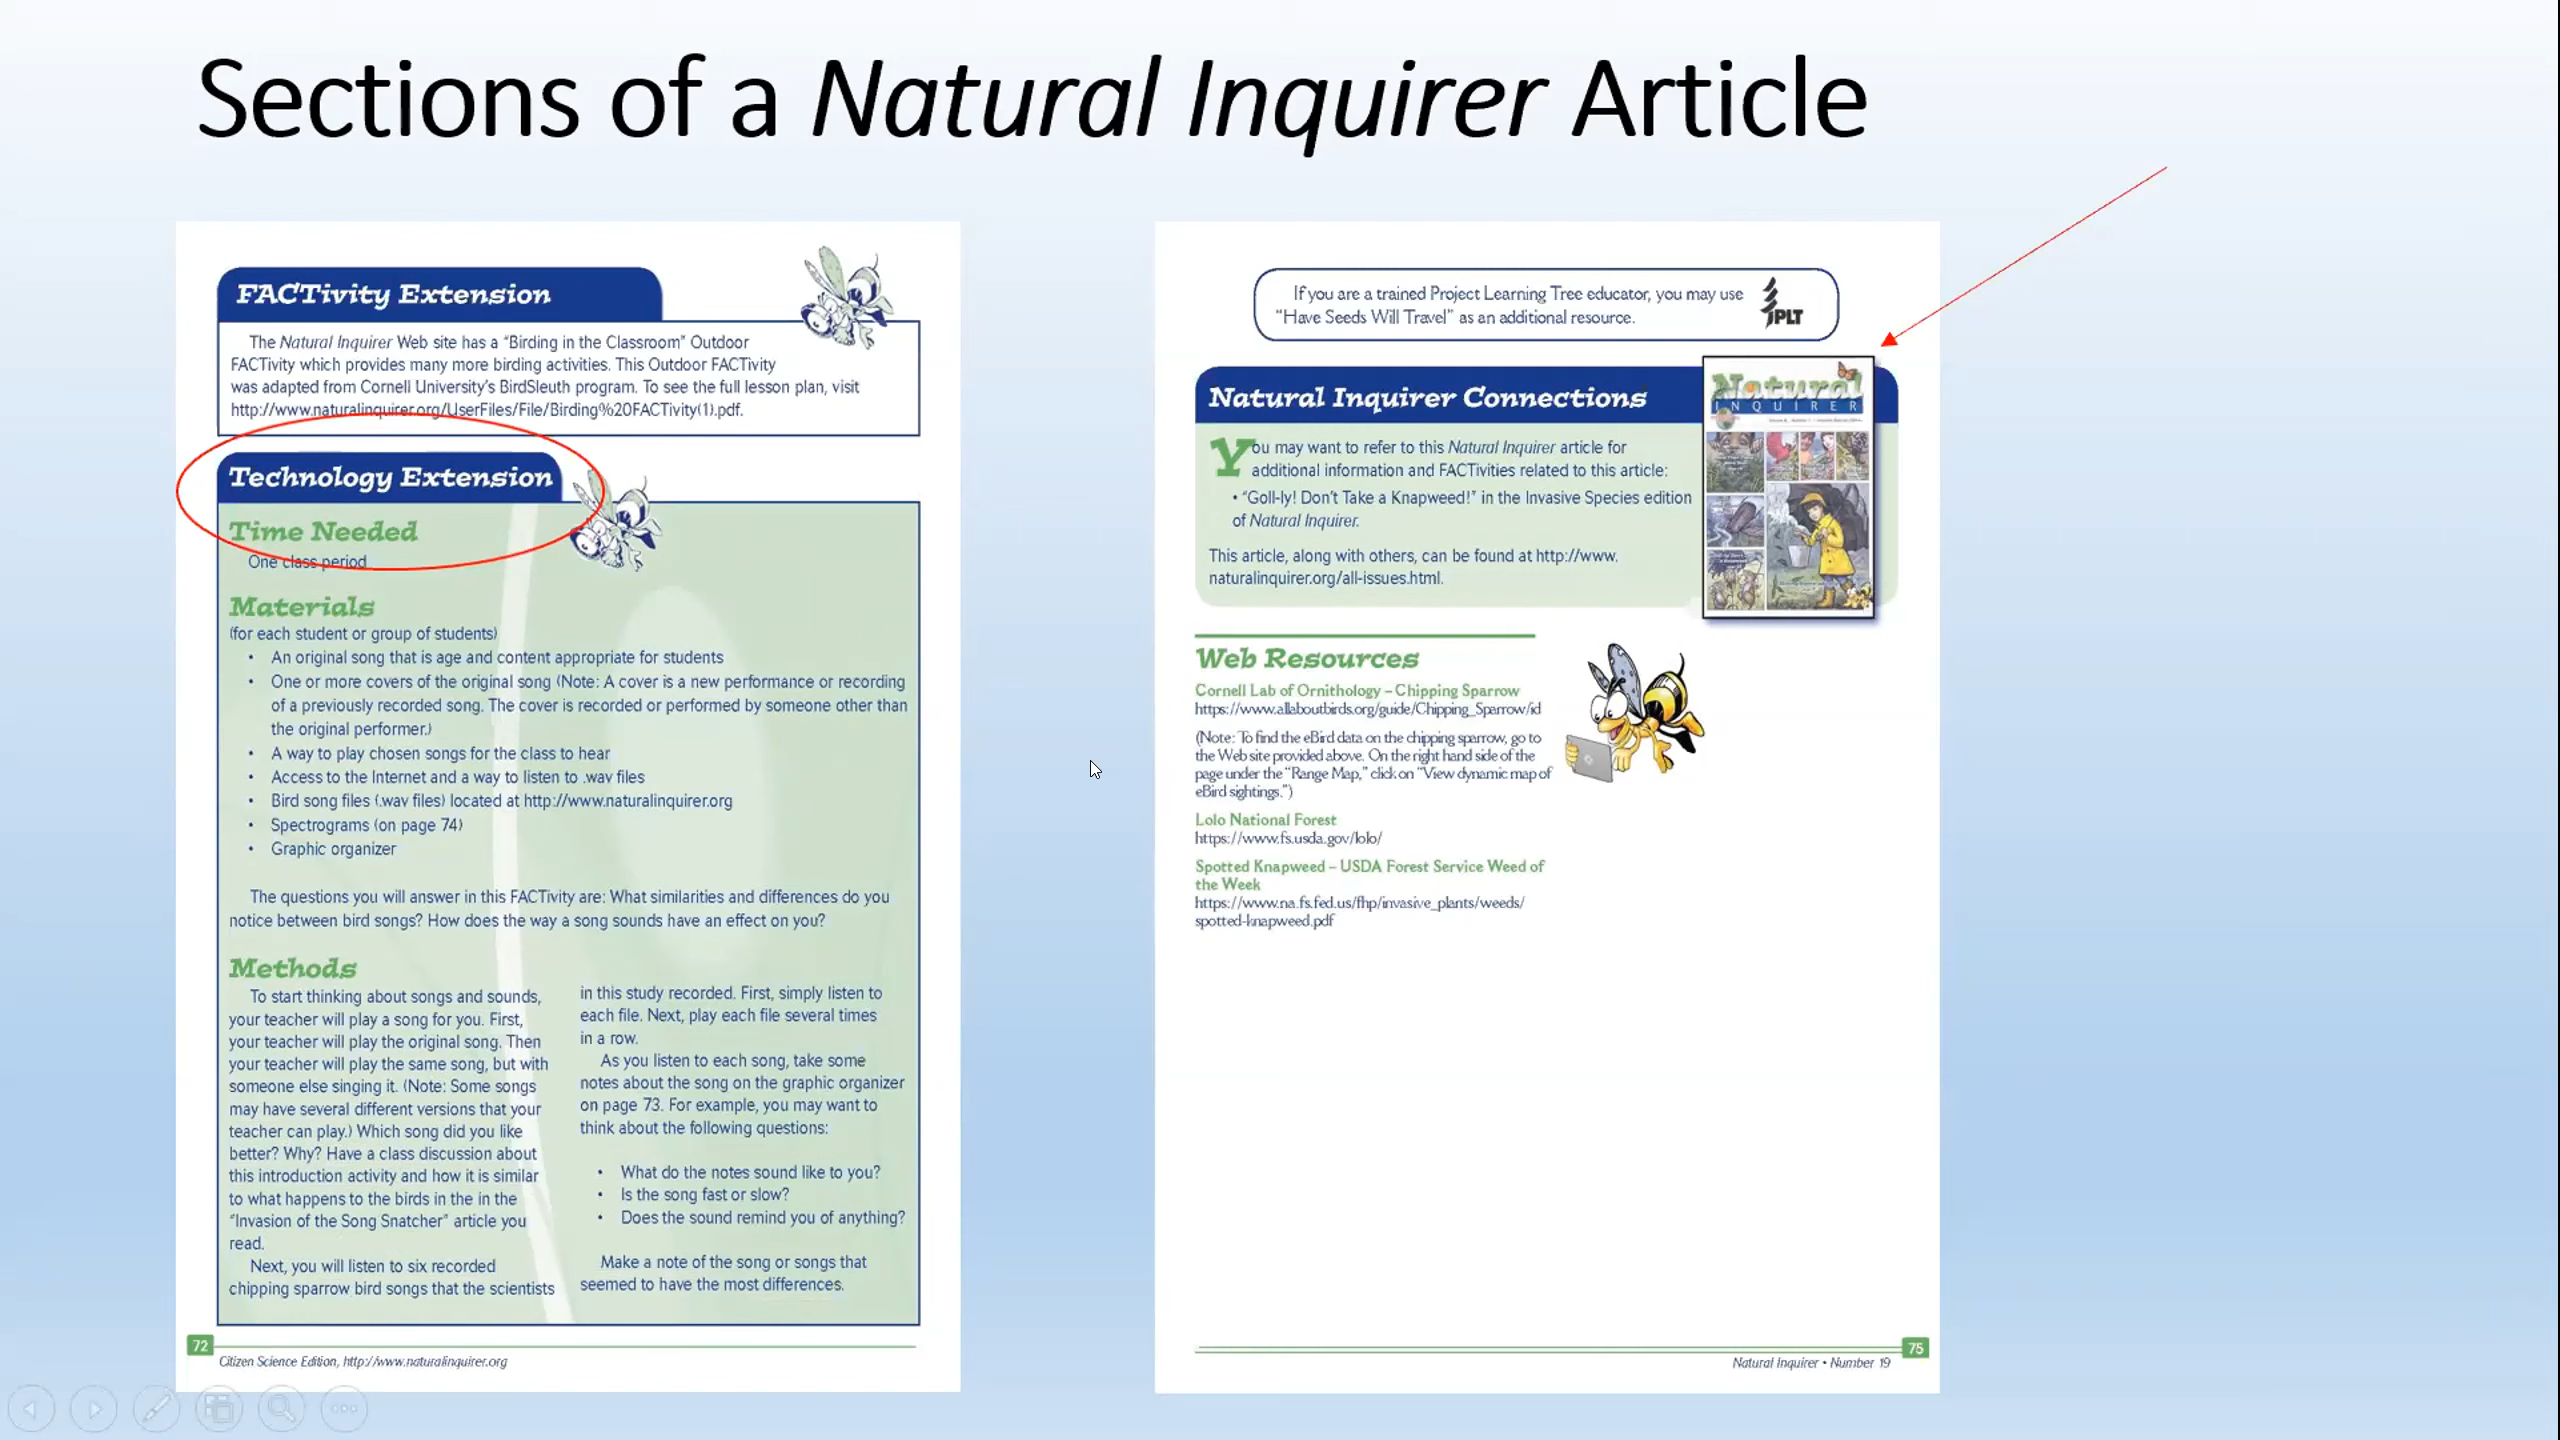 Sections of a Natural Inquirer Article
FACTivity Extension
The Natural Inquirer Web site has a “Birding in the Classroom” Outdoor
FACTivity which provides many more birding activities. This Outdoor FACTivity
was adapted from Cornell University’s BirdSleuth program. To see the full lesson plan, visit
http://www.naturalinquirer.org/UserFiles/File/Birding%20FACTivity(1).pdf.
Technology Extension
Time Needed
One class period
Materials
(for each student or group of students)
• An original song that is age and content appropriate for students
• One or more covers of the original song (Note: A cover is a new performance or recording
of a previously recorded song. The cover is recorded or performed by someone other than
the original performer.)
• A way to play chosen songs for the class to hear
• Access to the Internet and a way to listen to .wav files
• Bird song files (.wav files) located at http://www.naturalinquirer.org
• Spectrograms (on page 74)
• Graphic organizer
The questions you will answer in this FACTivity are: What similarities and differences do you
notice between bird songs? How does the way a song sounds have an effect on you?
Methods
To start thinking about songs and sounds,
your teacher will play a song for you. First,
your teacher will play the original song. Then
your teacher will play the same song, but with
someone else singing it. (Note: Some songs
may have several different versions that your
teacher can play.) Which song did you like
better? Why? Have a class discussion about
this introduction activity and how it is similar
to what happens to the birds in the in the
“Invasion of the Song Snatcher” article you
read.
Next, you will listen to six recorded
chipping sparrow bird songs that the scientists
in this study recorded. First, simply listen to
each file. Next, play each file several times
in a row.
As you listen to each song, take some
notes about the song on the graphic organizer
on page 73. For example, you may want to
think about the following questions:
• What do the notes sound like to you?
• Is the song fast or slow?
• Does the sound remind you of anything?
Make a note of the song or songs that
seemed to have the most differences.
72
Citizen Science Edition, http://www.naturalinquirer.org
If you are a trained Project Learning Tree educator, you may use
“Have Seeds Will Travel” as an additional resource.
PLT
Natural Inquirer Connections
Natural
INQUIRER
You may want to refer to this Natural Inquirer article for
additional information and FACTivities related to this article:
• “Goll-ly! Don’t Take a Knapweed!” in the Invasive Species edition
of Natural Inquirer.
This article, along with others, can be found at http://www.
naturalinquirer.org/all-issues.html.
Web Resources
Cornell Lab of Ornithology – Chipping Sparrow
https://www.allaboutbirds.org/guide/Chipping_Sparrow/id
(Note: To find the eBird data on the chipping sparrow, go to
the Web site provided above. On the right hand side of the
page under the “Range Map,” click on “View dynamic map of
eBird sightings.”)
Lolo National Forest
https://www.fs.usda.gov/lolo/
Spotted Knapweed – USDA Forest Service Weed of
the Week
https://www.na.fs.fed.us/fhp/invasive_plants/weeds/
spotted-knapweed.pdf
75
Natural Inquirer • Number 19